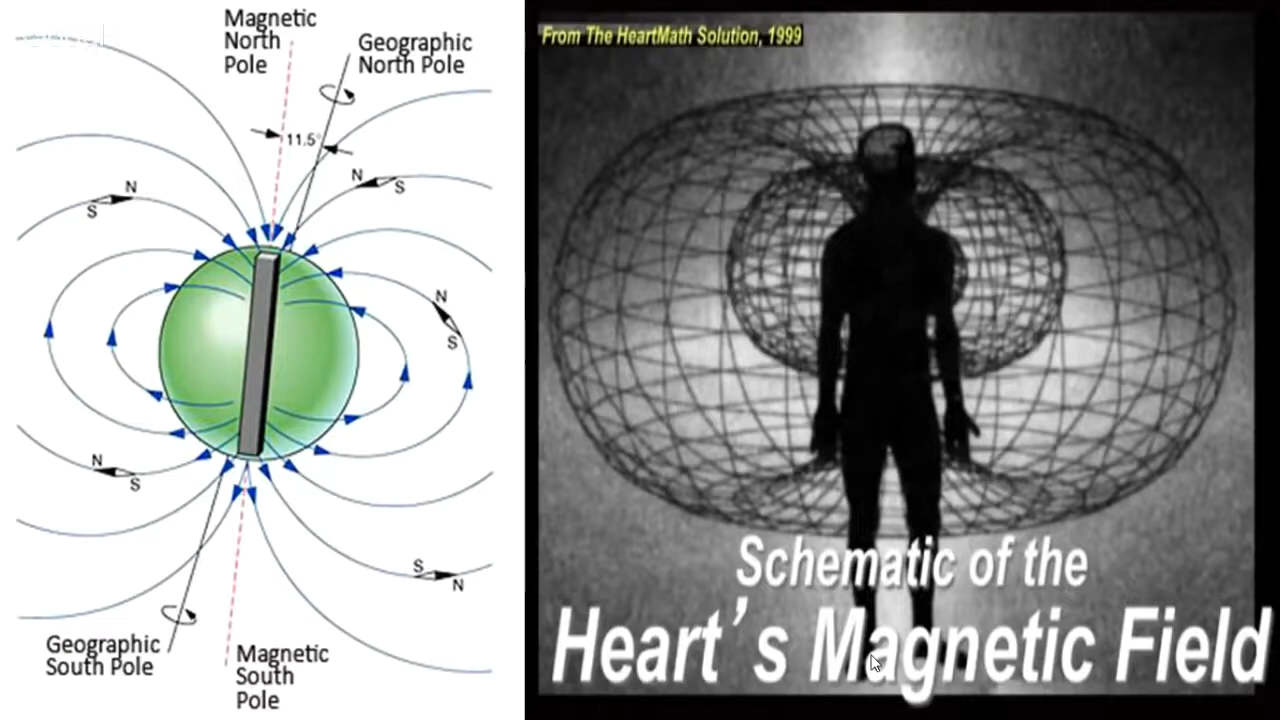 Magnetic
North
Pole
Geographic
North Pole
11.5°
N
S
N
S
N
S
N
S
S
N
Geographic
South Pole
Magnetic
South
Pole
From The HeartMath Solution, 1999
Schematic of the
Heart's Magnetic Field